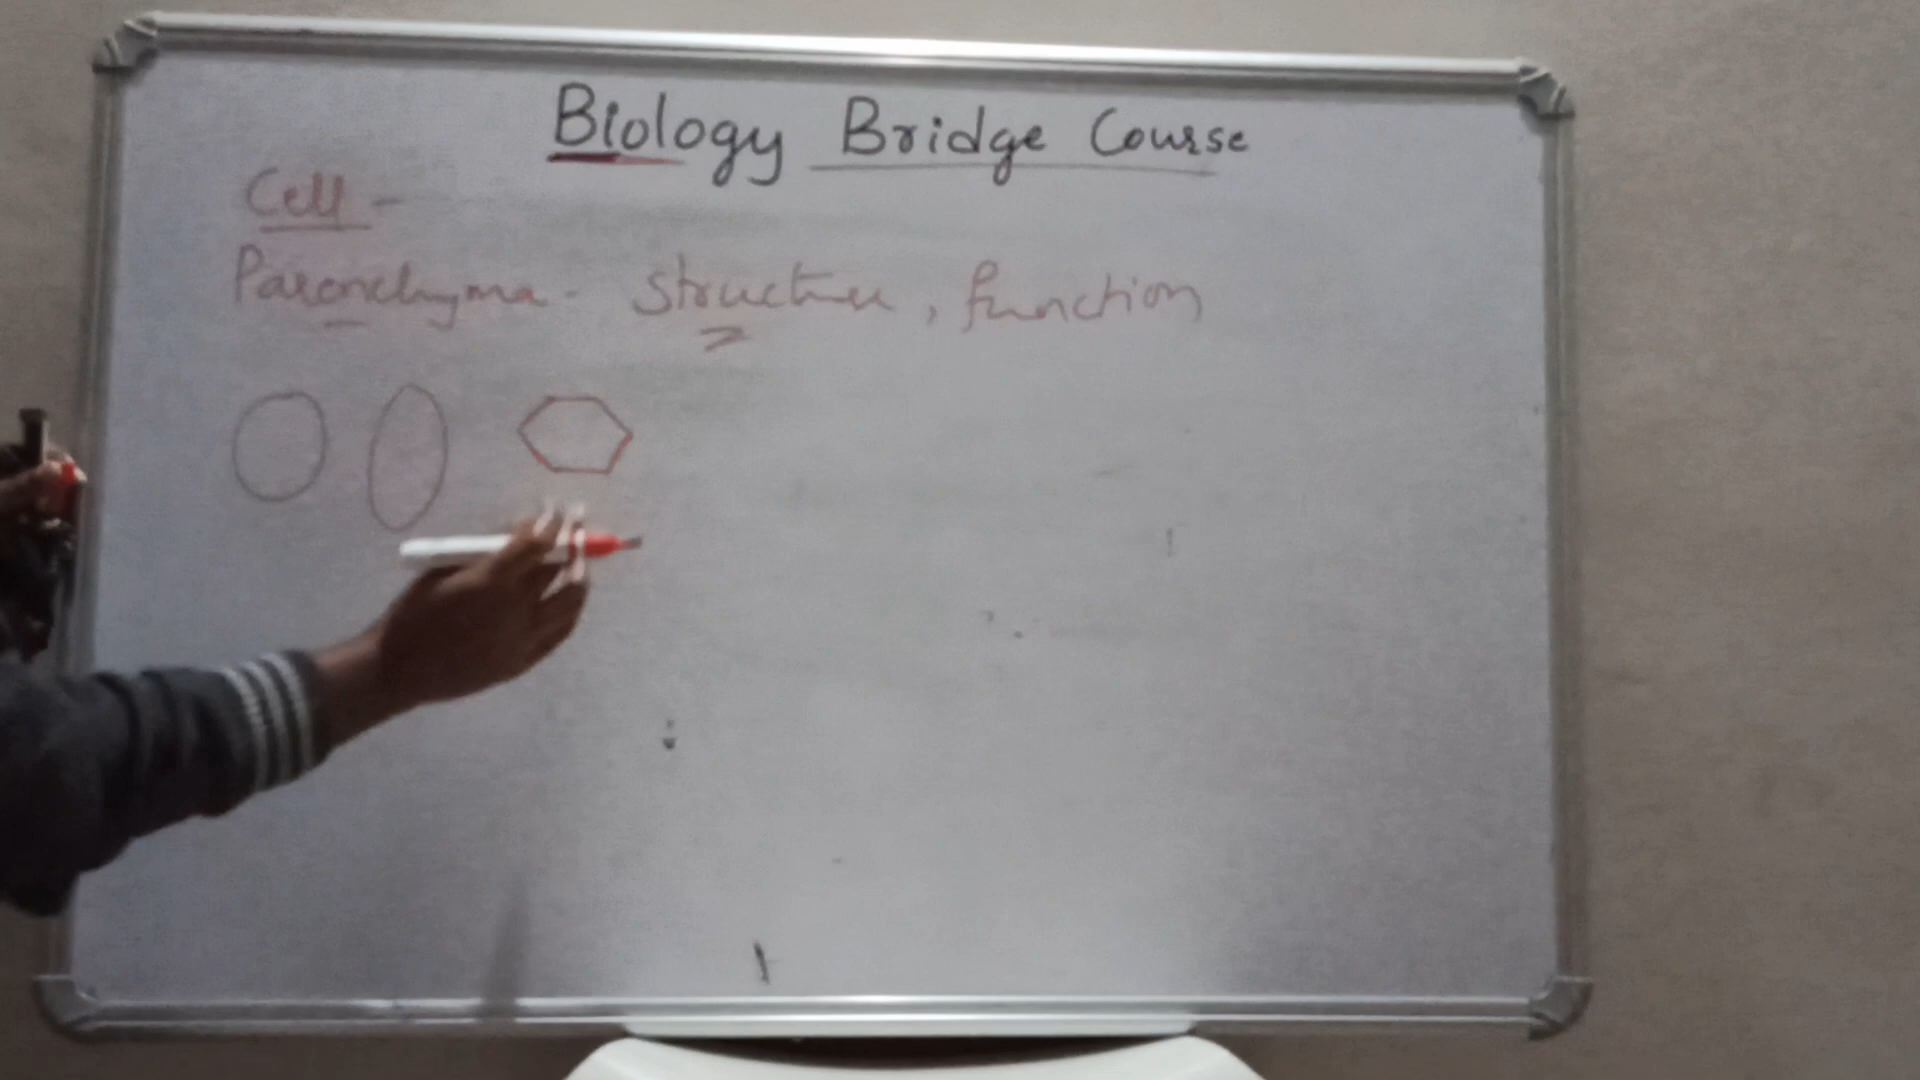 Biology Bridge Course
Cell -
Parenchyma - structure, function